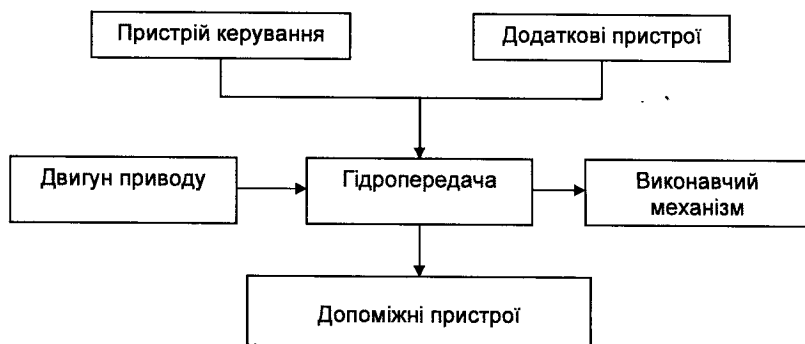 Пристрій керування
Додаткові пристрої
Двигун приводу
Гідропередача
Виконавчий
механізм
Допоміжні пристрої